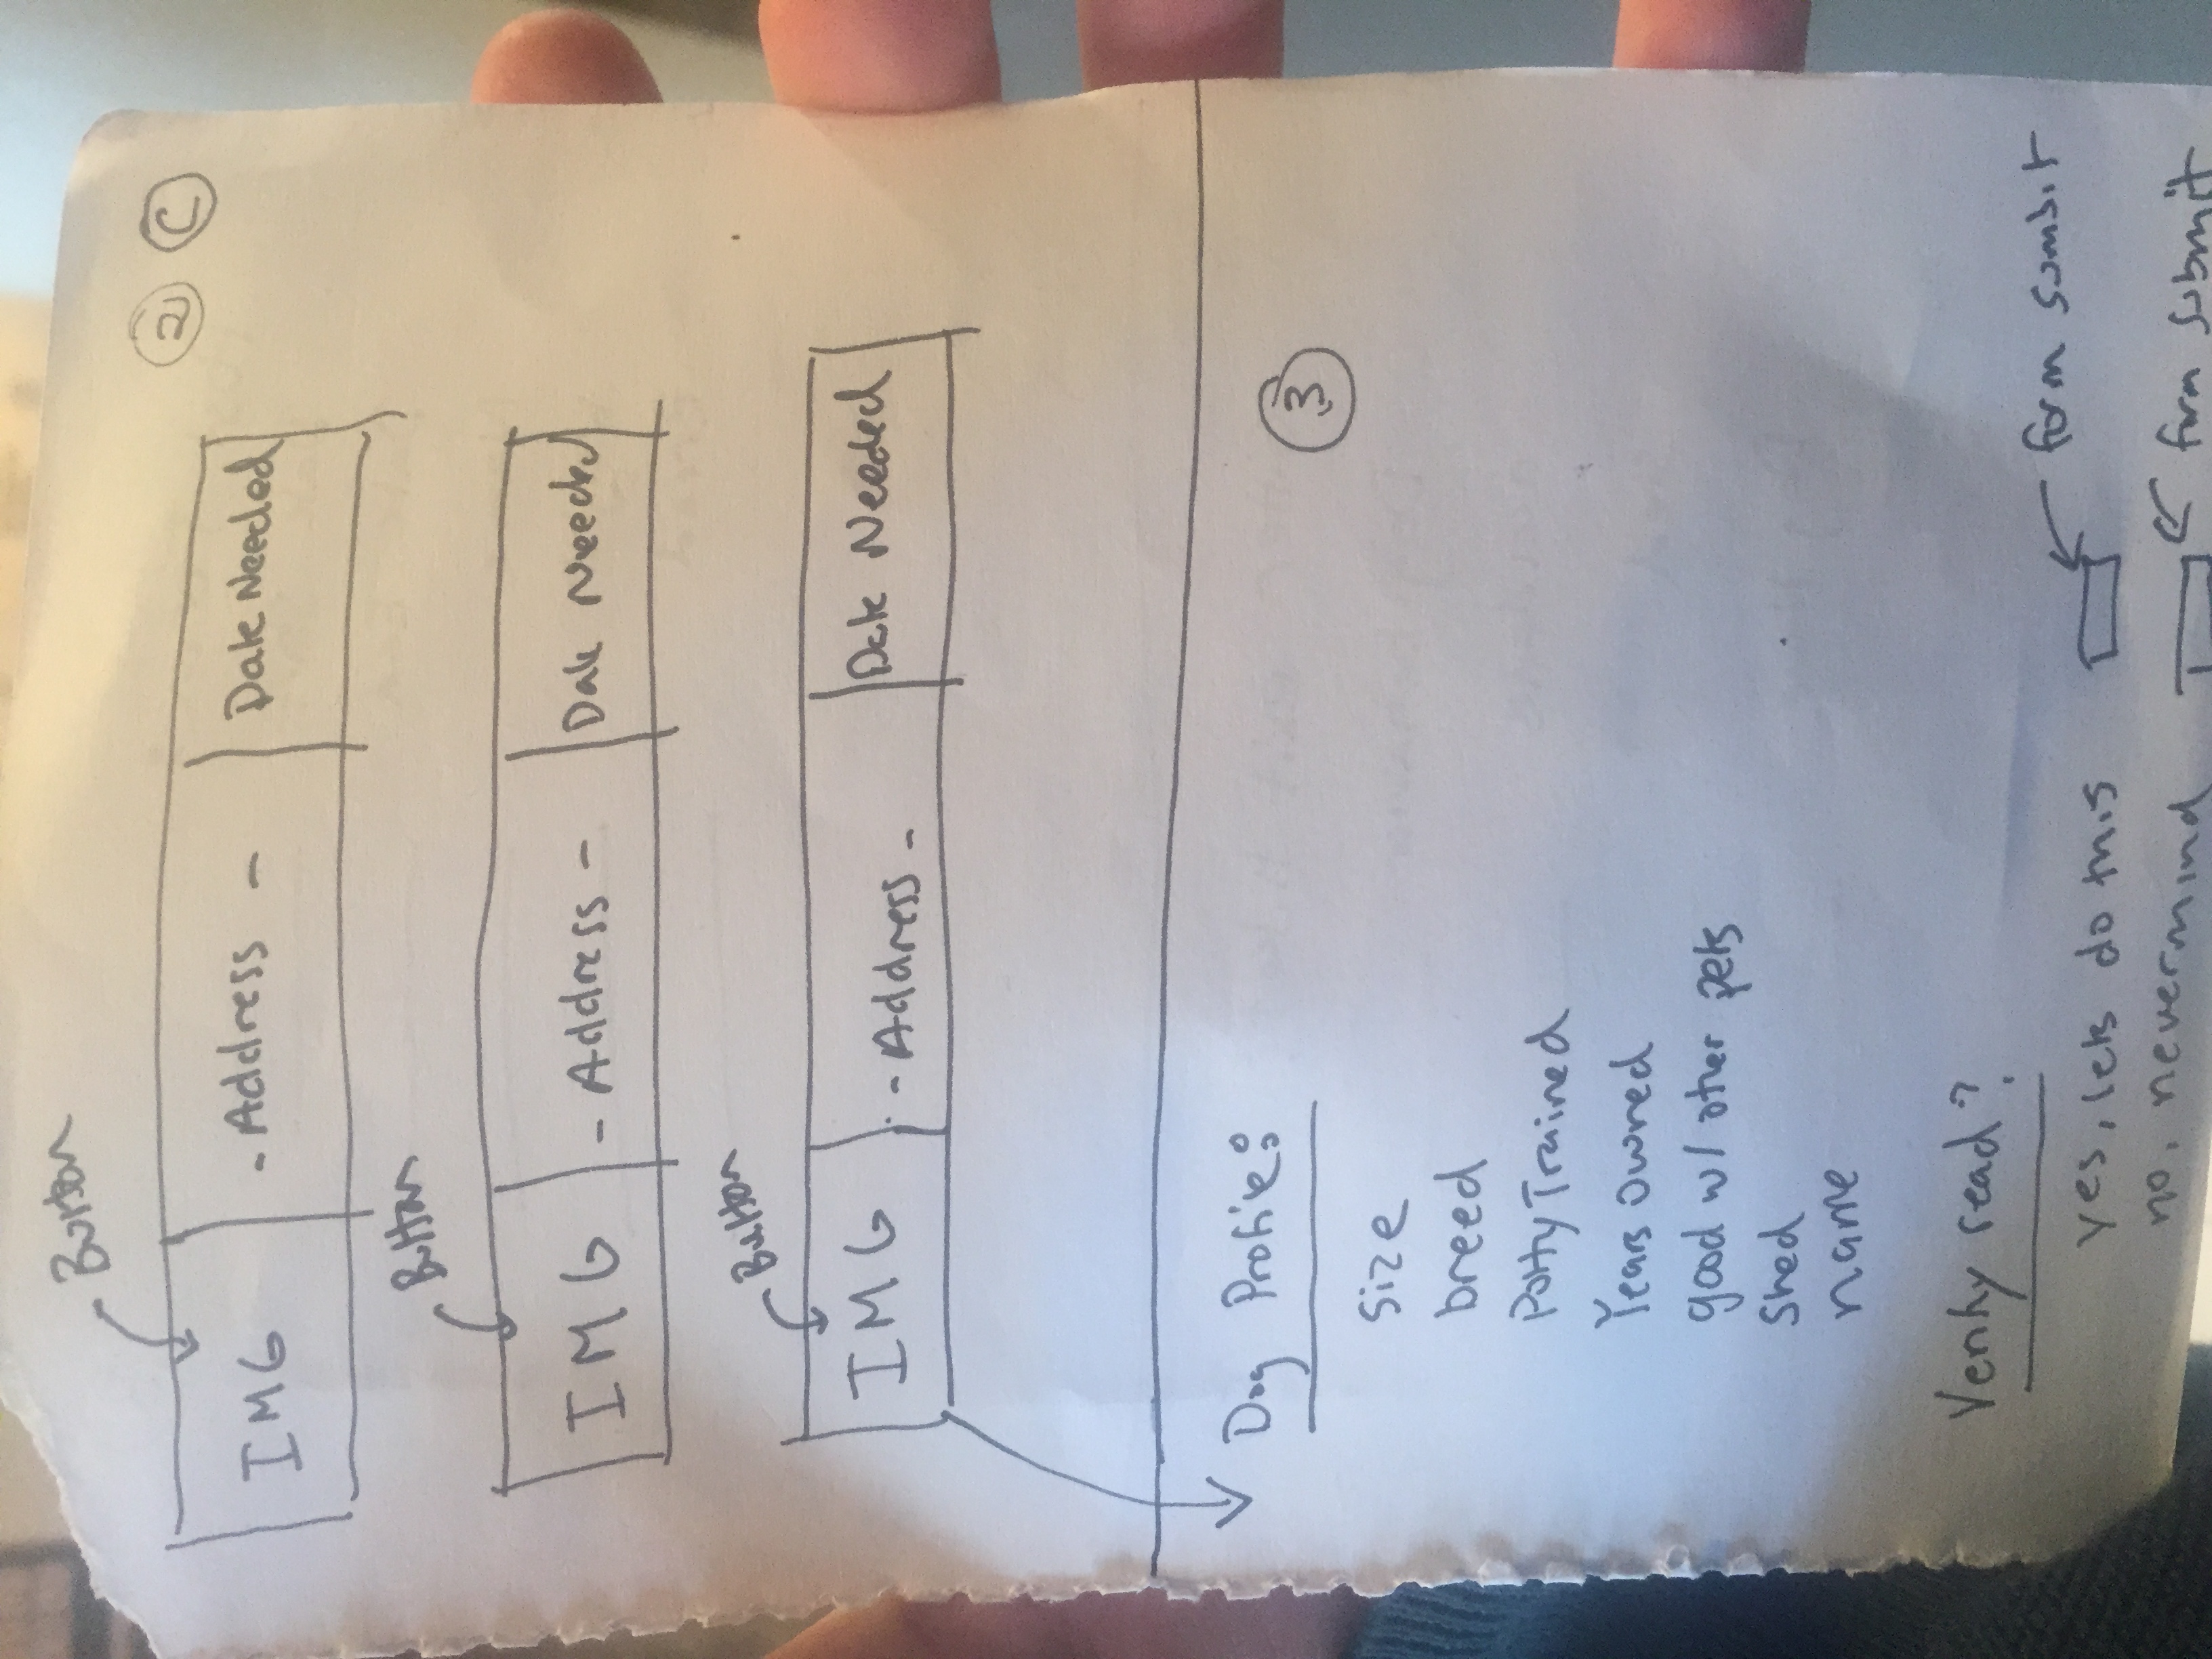 Button
2 C
IMG - Address - Date Needed
Button
IMG - Address - Date Needed
Button
IMG - Address - Date Needed
Dog Profile:
3
Size
breed
Potty Trained
Years owned
good w/ other pets
Shed
name
Verify read?
form sumbit
yes, lets do this
no, nevermind
form submit